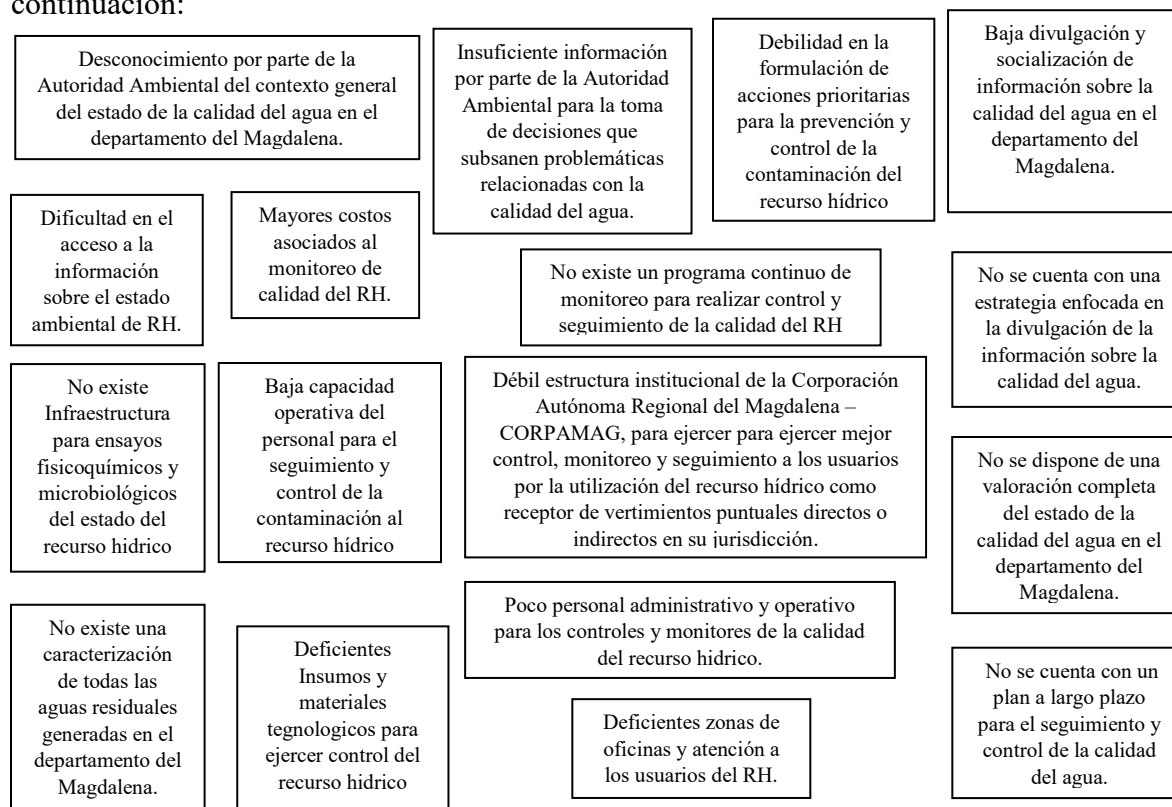 continuación:
Desconocimiento por parte de la
Autoridad Ambiental del contexto general
del estado de la calidad del agua en el
departamento del Magdalena.
Insuficiente información
por parte de la Autoridad
Ambiental para la toma
de decisiones que
subsanen problemáticas
relacionadas con la
calidad del agua.
Debilidad en la
formulación de
acciones prioritarias
para la prevención y
control de la
contaminación del
recurso hídrico
Baja divulgación y
socialización de
información sobre la
calidad del agua en el
departamento del
Magdalena.
Dificultad en el
acceso a la
información
sobre el estado
ambiental de RH.
Mayores costos
asociados al
monitoreo de
calidad del RH.
No existe un programa continuo de
monitoreo para realizar control y
seguimiento de la calidad del RH
No se cuenta con una
estrategia enfocada en
la divulgación de la
información sobre la
calidad del agua.
No existe
Infraestructura
para ensayos
fisicoquímicos y
microbiológicos
del estado del
recurso hidrico
Baja capacidad
operativa del
personal para el
seguimiento y
control de la
contaminación al
recurso hídrico
Débil estructura institucional de la Corporación
Autónoma Regional del Magdalena –
CORPAMAG, para ejercer para ejercer mejor
control, monitoreo y seguimiento a los usuarios
por la utilización del recurso hídrico como
receptor de vertimientos puntuales directos o
indirectos en su jurisdicción.
No se dispone de una
valoración completa
del estado de la
calidad del agua en el
departamento del
Magdalena.
No existe una
caracterización
de todas las
aguas residuales
generadas en el
departamento del
Magdalena.
Deficientes
Insumos y
materiales
tegnologicos para
ejercer control del
recurso hidrico
Poco personal administrativo y operativo
para los controles y monitores de la calidad
del recurso hidrico.
Deficientes zonas de
oficinas y atención a
los usuarios del RH.
No se cuenta con un
plan a largo plazo
para el seguimiento y
control de la calidad
del agua.